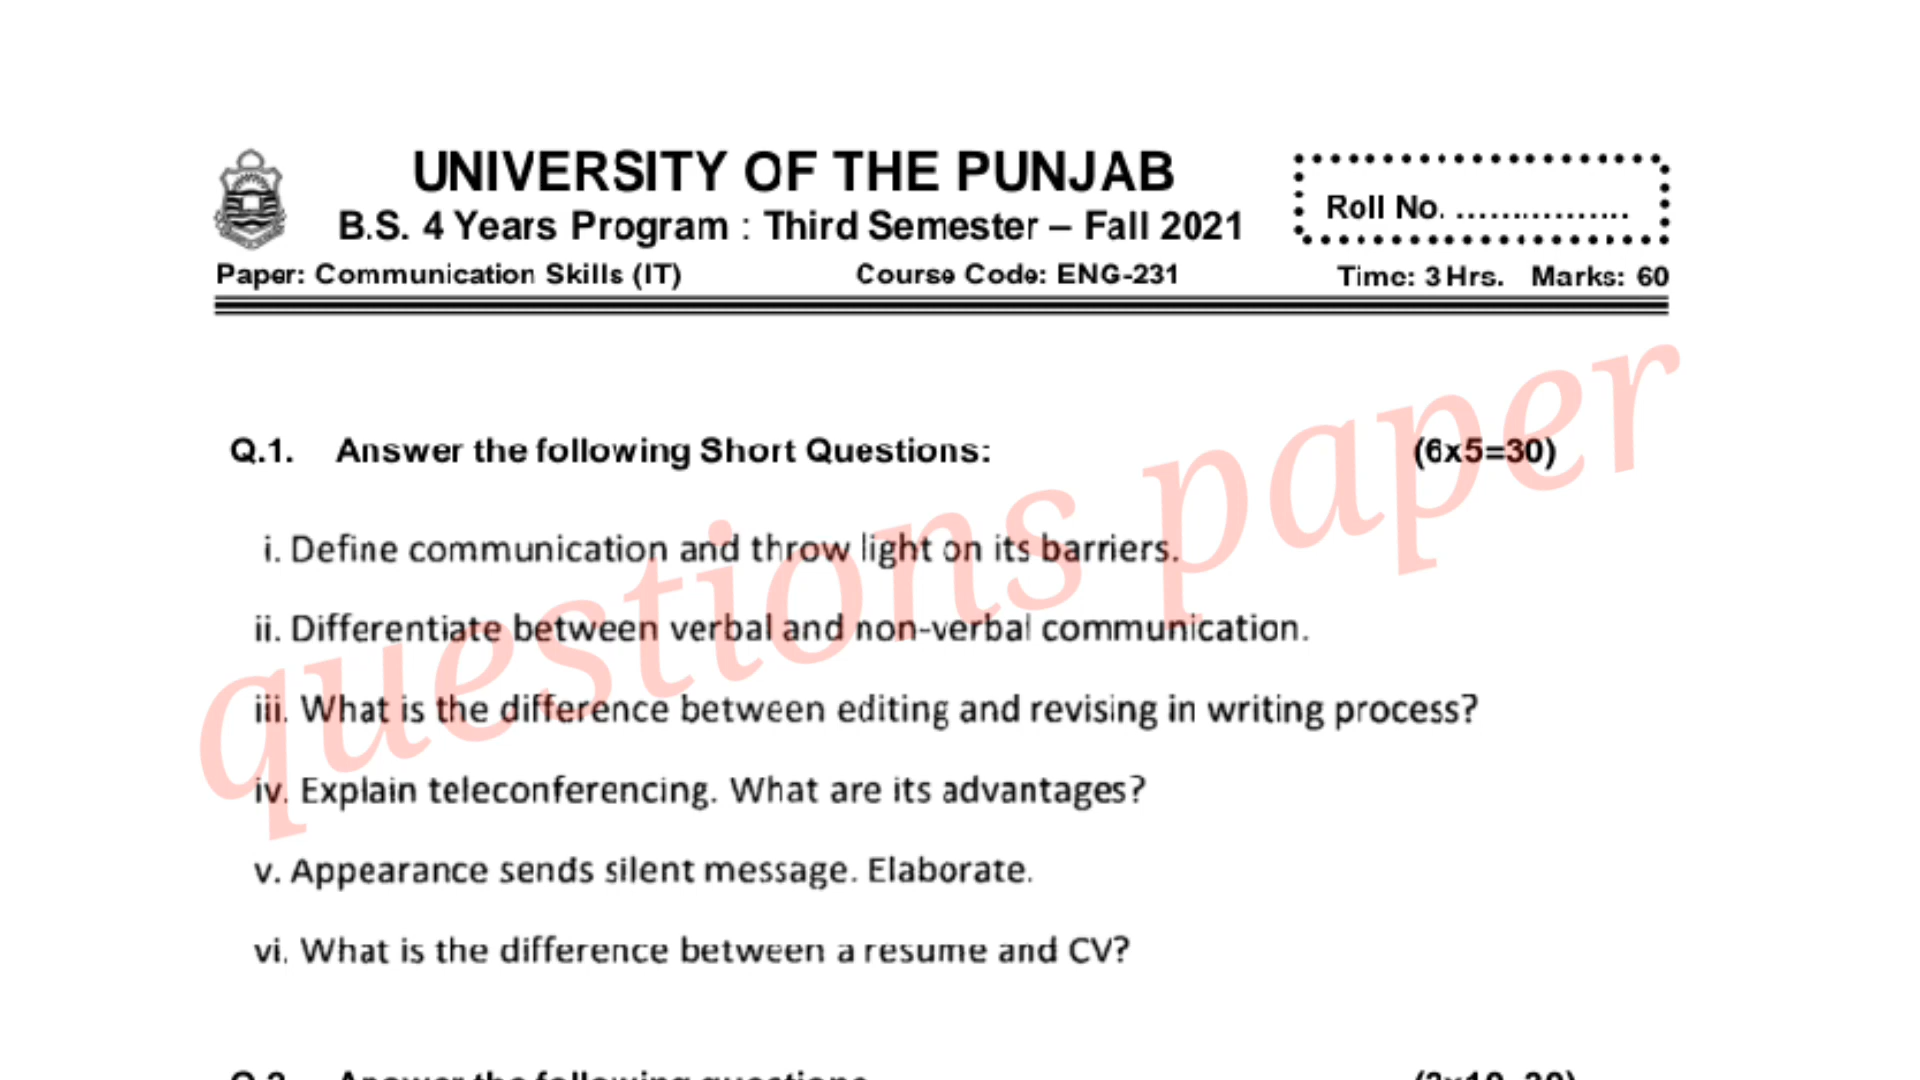 UNIVERSITY OF THE PUNJAB
B.S. 4 Years Program : Third Semester – Fall 2021
Roll No. .................
Paper: Communication Skills (IT) Course Code: ENG-231 Time: 3 Hrs. Marks: 60
Q.1. Answer the following Short Questions: (6x5=30)
i. Define communication and throw light on its barriers.
ii. Differentiate between verbal and non-verbal communication.
iii. What is the difference between editing and revising in writing process?
iv. Explain teleconferencing. What are its advantages?
v. Appearance sends silent message. Elaborate.
vi. What is the difference between a resume and CV?
questions paper
Answer the following questions